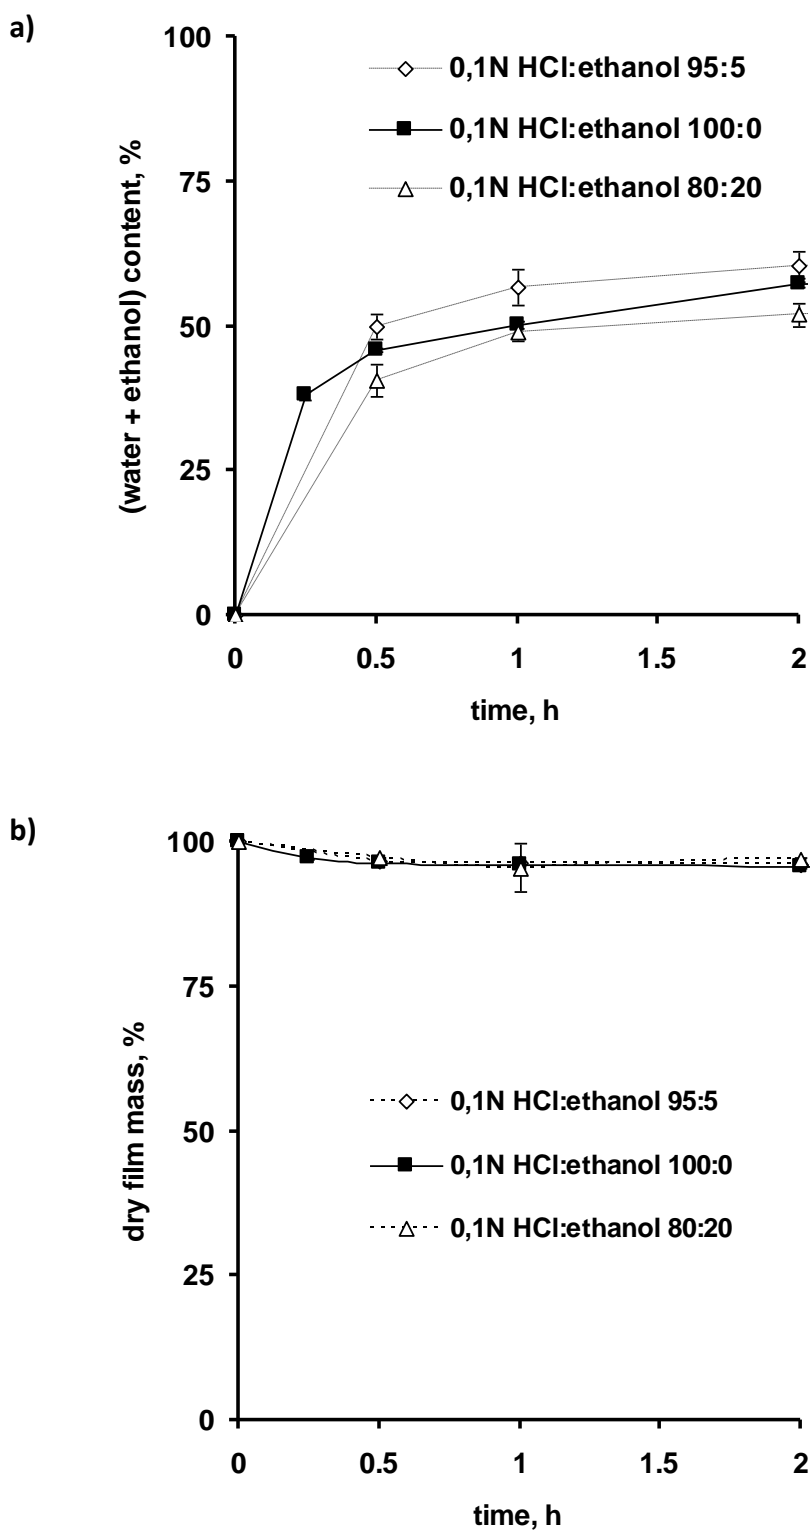 a)
100
75
50
25
0
(water + ethanol) content, %
0,1N HCl:ethanol 95:5
0,1N HCl:ethanol 100:0
0,1N HCl:ethanol 80:20
0 0.5 1 1.5 2
time, h
b)
100
75
50
25
0
dry film mass, %
0,1N HCl:ethanol 95:5
0,1N HCl:ethanol 100:0
0,1N HCl:ethanol 80:20
0 0.5 1 1.5 2
time, h